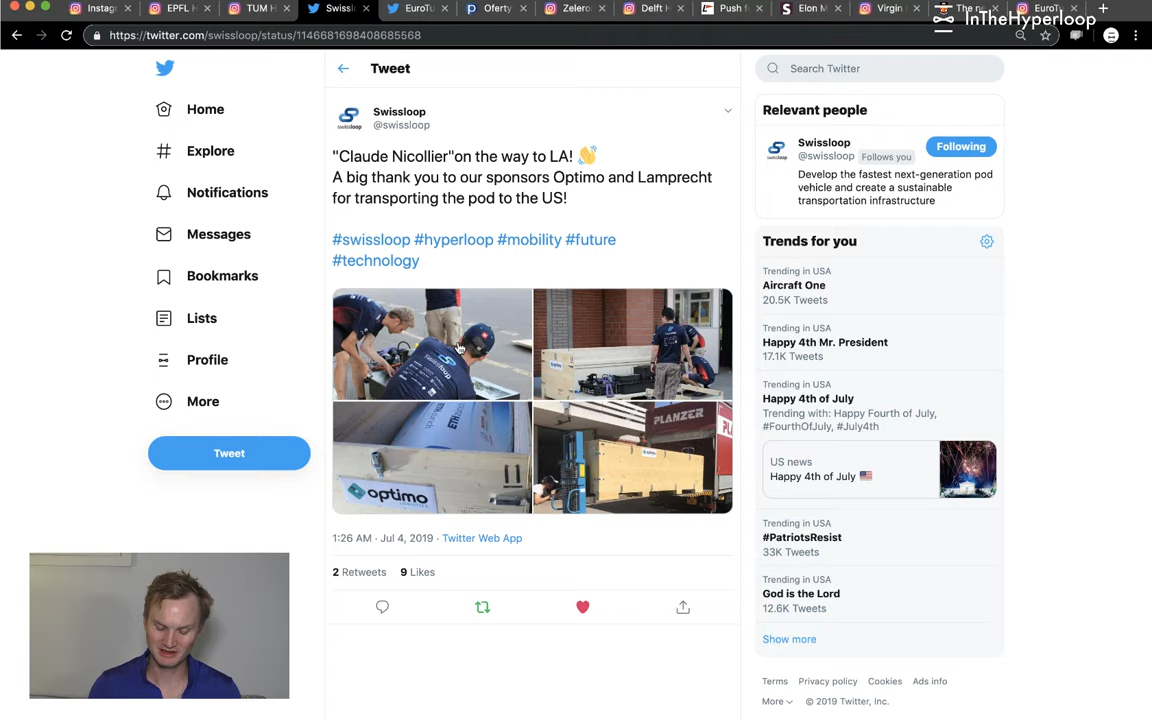 Instag
EPFL H
TUM H
Swissl
EuroTu
Oferty
Zelero
Delft H
Push f
Elon M
Virgin
The n
EuroTu
InTheHyperloop
https://twitter.com/swissloop/status/1146681698408685568
Tweet
Search Twitter
Home
Explore
Notifications
Messages
Bookmarks
Lists
Profile
More
Tweet
Swissloop
@swissloop
"Claude Nicollier"on the way to LA! 👋
A big thank you to our sponsors Optimo and Lamprecht
for transporting the pod to the US!
#swissloop #hyperloop #mobility #future
#technology
swissloop
optimo
ETH zürich
PLANZER
1:26 AM · Jul 4, 2019 · Twitter Web App
2 Retweets 9 Likes
Relevant people
Swissloop
@swissloop Follows you
Following
Develop the fastest next-generation pod
vehicle and create a sustainable
transportation infrastructure
Trends for you
Trending in USA
Aircraft One
20.5K Tweets
Trending in USA
Happy 4th Mr. President
17.1K Tweets
Trending in USA
Happy 4th of July
Trending with: Happy Fourth of July,
#FourthOfJuly, #July4th
US news
Happy 4th of July 🇺🇸
Trending in USA
#PatriotsResist
33K Tweets
Trending in USA
God is the Lord
12.6K Tweets
Show more
Terms Privacy policy Cookies Ads info
More © 2019 Twitter, Inc.